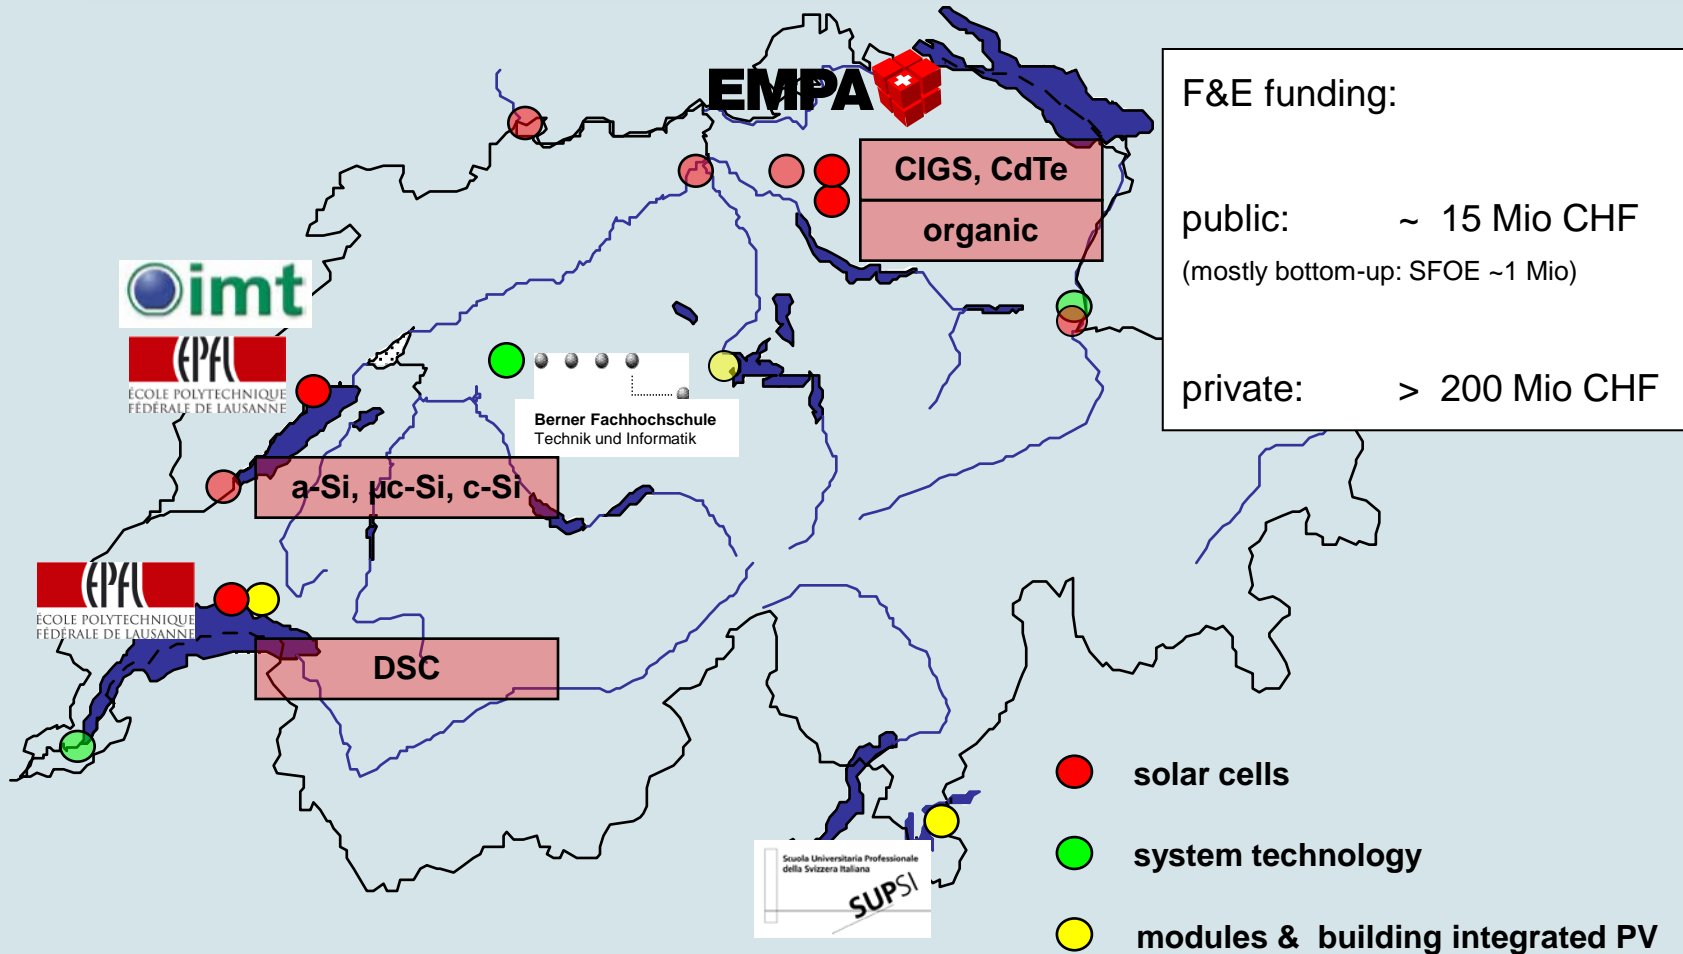 EMPA
F&E funding:
public: ~ 15 Mio CHF
(mostly bottom-up: SFOE ~1 Mio)
private: > 200 Mio CHF
CIGS, CdTe
organic
imt
EPFL
ÉCOLE POLYTECHNIQUE
FÉDÉRALE DE LAUSANNE
Berner Fachhochschule
Technik und Informatik
a-Si, µc-Si, c-Si
EPFL
ÉCOLE POLYTECHNIQUE
FÉDÉRALE DE LAUSANNE
DSC
Scuola Universitaria Professionale
della Svizzera Italiana
SUPSI
solar cells
system technology
modules & building integrated PV